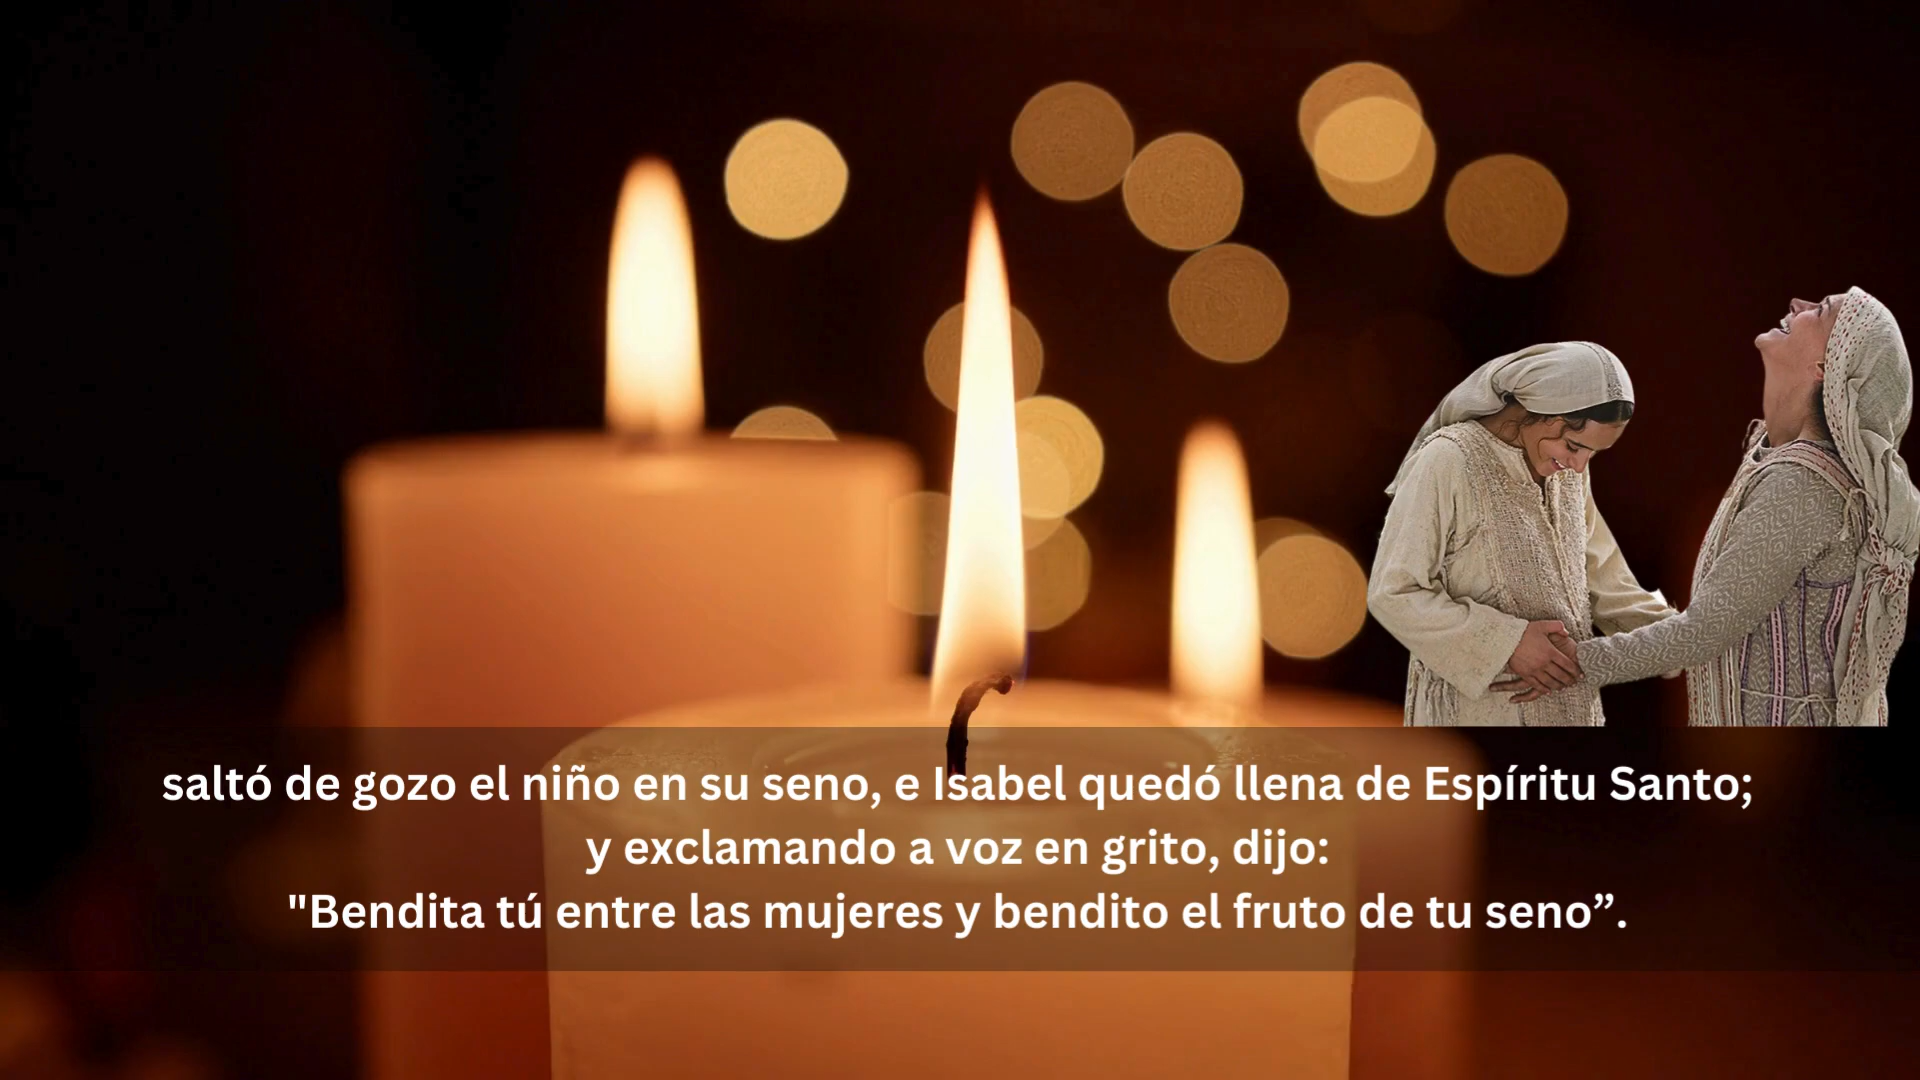 saltó de gozo el niño en su seno, e Isabel quedó llena de Espíritu Santo;
y exclamando a voz en grito, dijo:
"Bendita tú entre las mujeres y bendito el fruto de tu seno”.